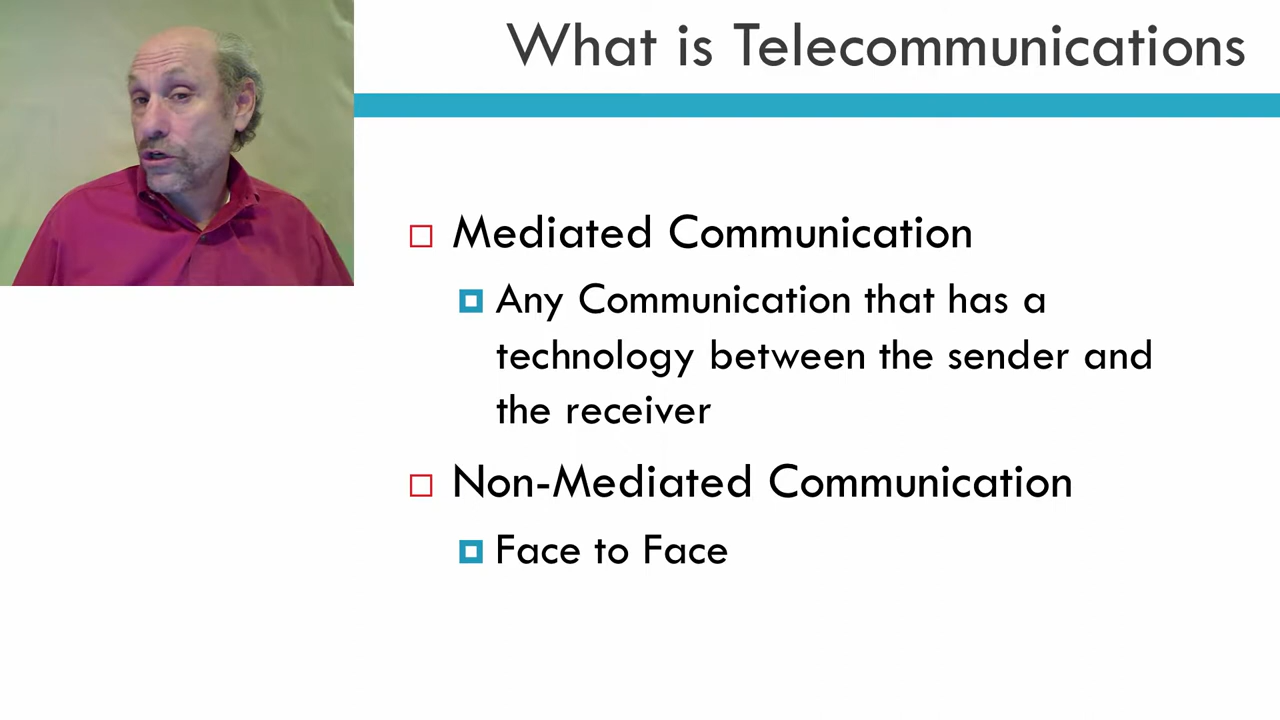 What is Telecommunications
Mediated Communication
Any Communication that has a
technology between the sender and
the receiver
Non-Mediated Communication
Face to Face